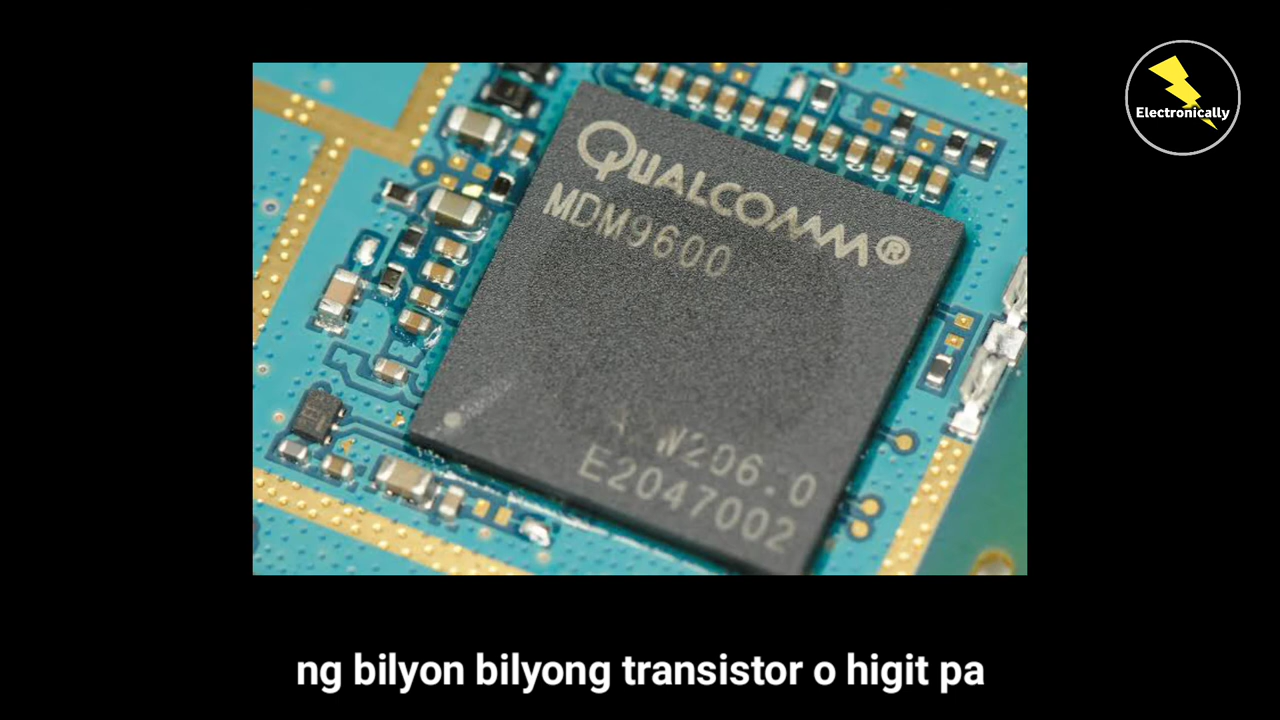 Electronically
QUALCOMM®
MDM9600
W206.0
E2047002
ng bilyon bilyong transistor o higit pa